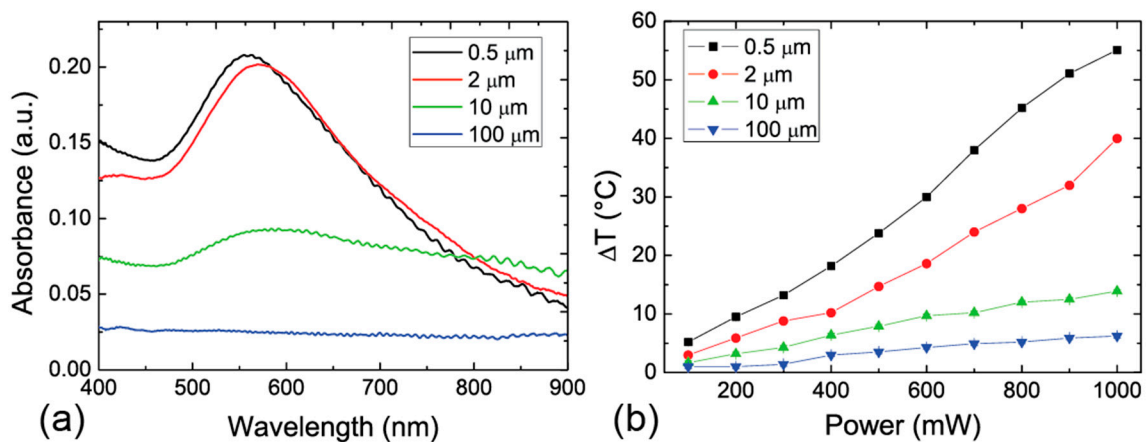 0.20
0.15
0.10
0.05
0.00
Absorbance (a.u.)
0.5 μm
2 μm
10 μm
100 μm
400 500 600 700 800 900
Wavelength (nm)
(a)
60
50
40
30
20
10
0
ΔT (°C)
0.5 μm
2 μm
10 μm
100 μm
200 400 600 800 1000
Power (mW)
(b)